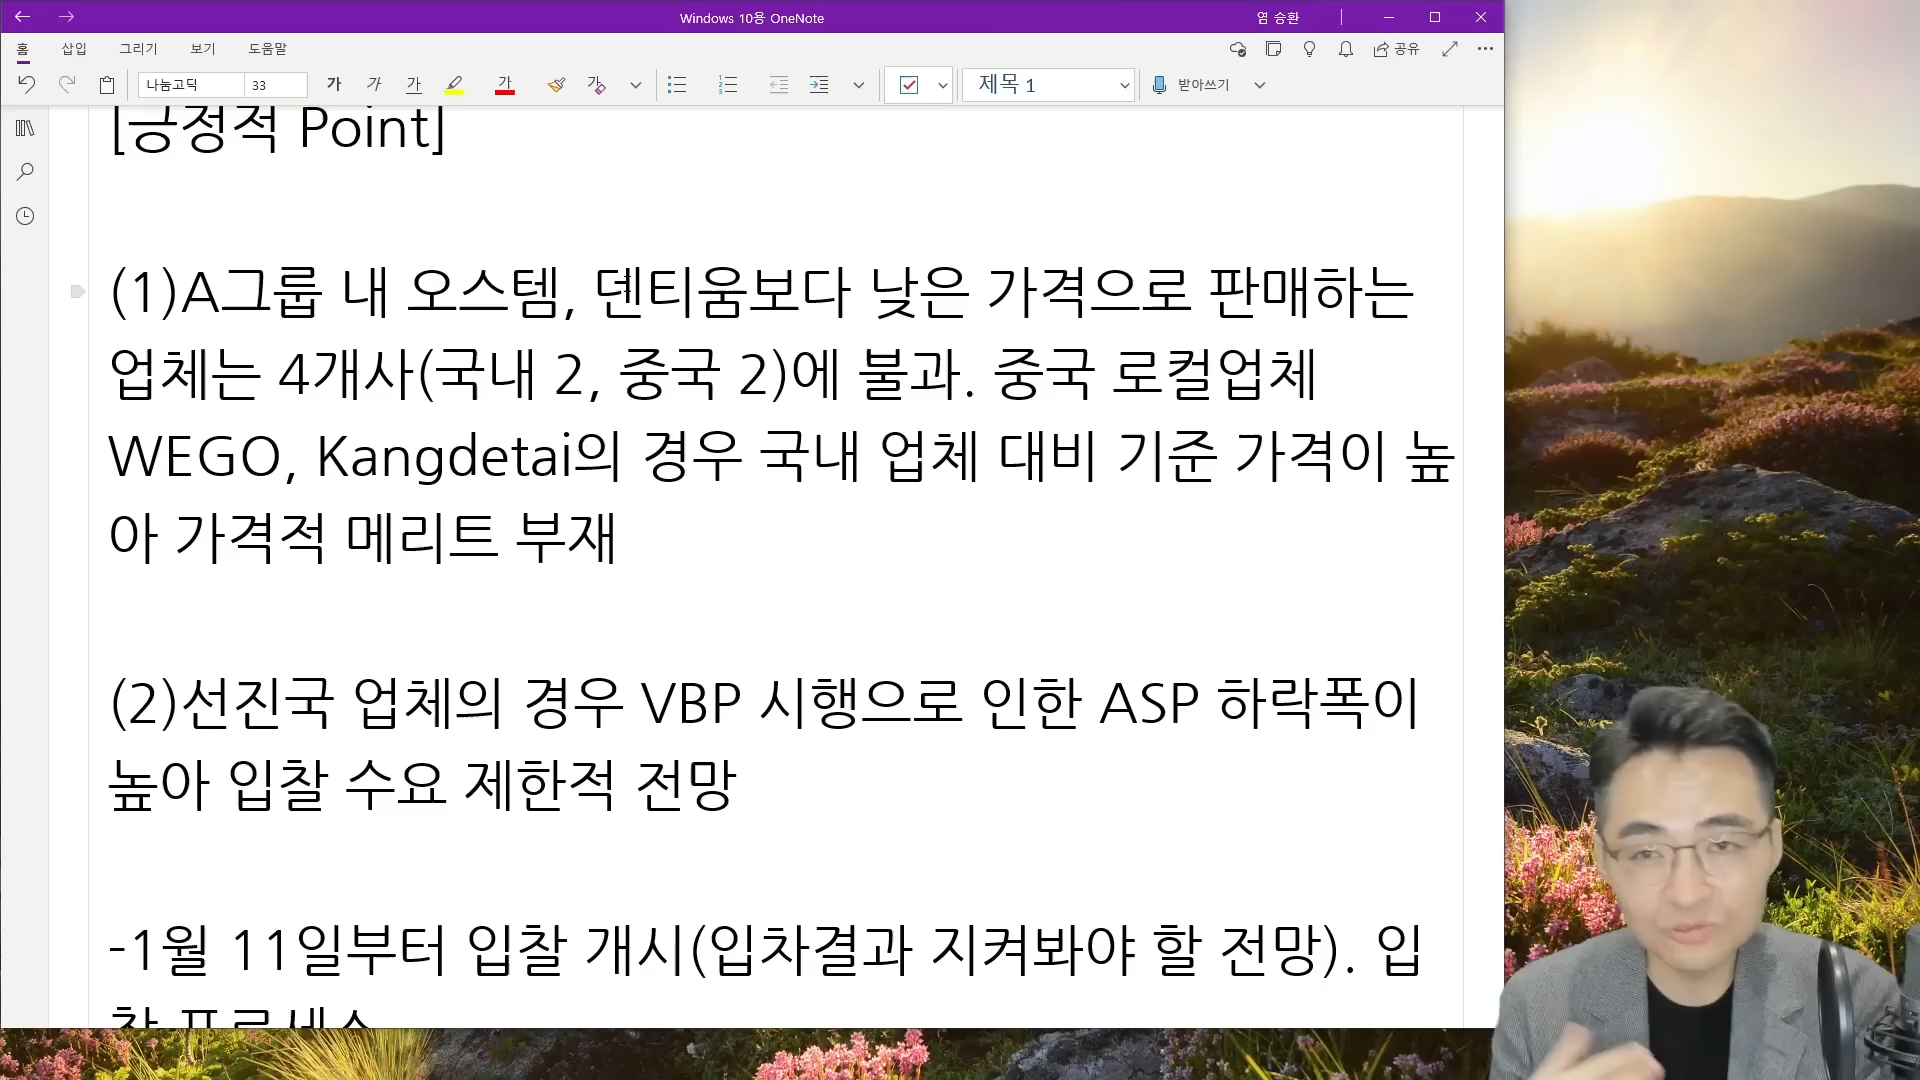 Windows 10용 OneNote
염 승환
홈 삽입 그리기 보기 도움말
공유
나눔고딕 33 가 가 가 가 가 제목 1 받아쓰기
[긍정적 Point]
(1)A그룹 내 오스템, 덴티움보다 낮은 가격으로 판매하는
업체는 4개사(국내 2, 중국 2)에 불과. 중국 로컬업체
WEGO, Kangdetai의 경우 국내 업체 대비 기준 가격이 높
아 가격적 메리트 부재
(2)선진국 업체의 경우 VBP 시행으로 인한 ASP 하락폭이
높아 입찰 수요 제한적 전망
-1월 11일부터 입찰 개시(입차결과 지켜봐야 할 전망). 입
찰 프로세스